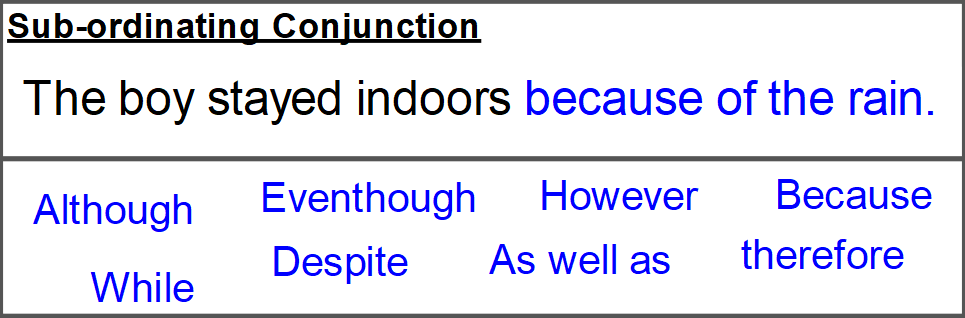 Sub-ordinating Conjunction
The boy stayed indoors because of the rain.
Although Eventhough However Because
While Despite As well as therefore